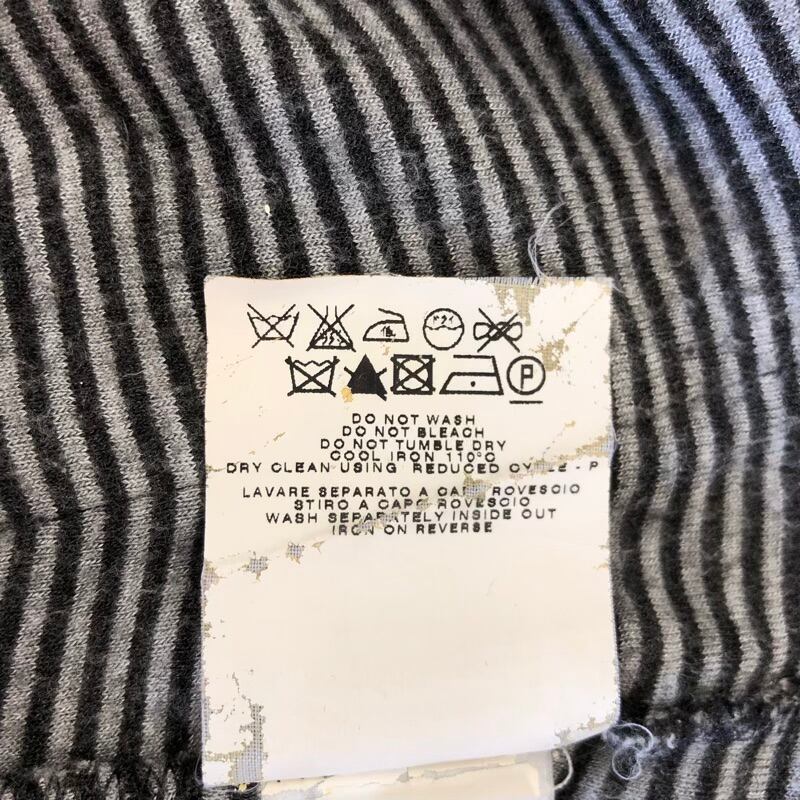 P
DO NOT WASH
DO NOT BLEACH
DO NOT TUMBLE DRY
COOL IRON 110°C
DRY CLEAN USING REDUCED - P
LAVARE SEPARATO A ROVESCIO
STIRO A CAPO ROVESCIO
WASH SEPARATELY INSIDE OUT
IRON ON REVERSE